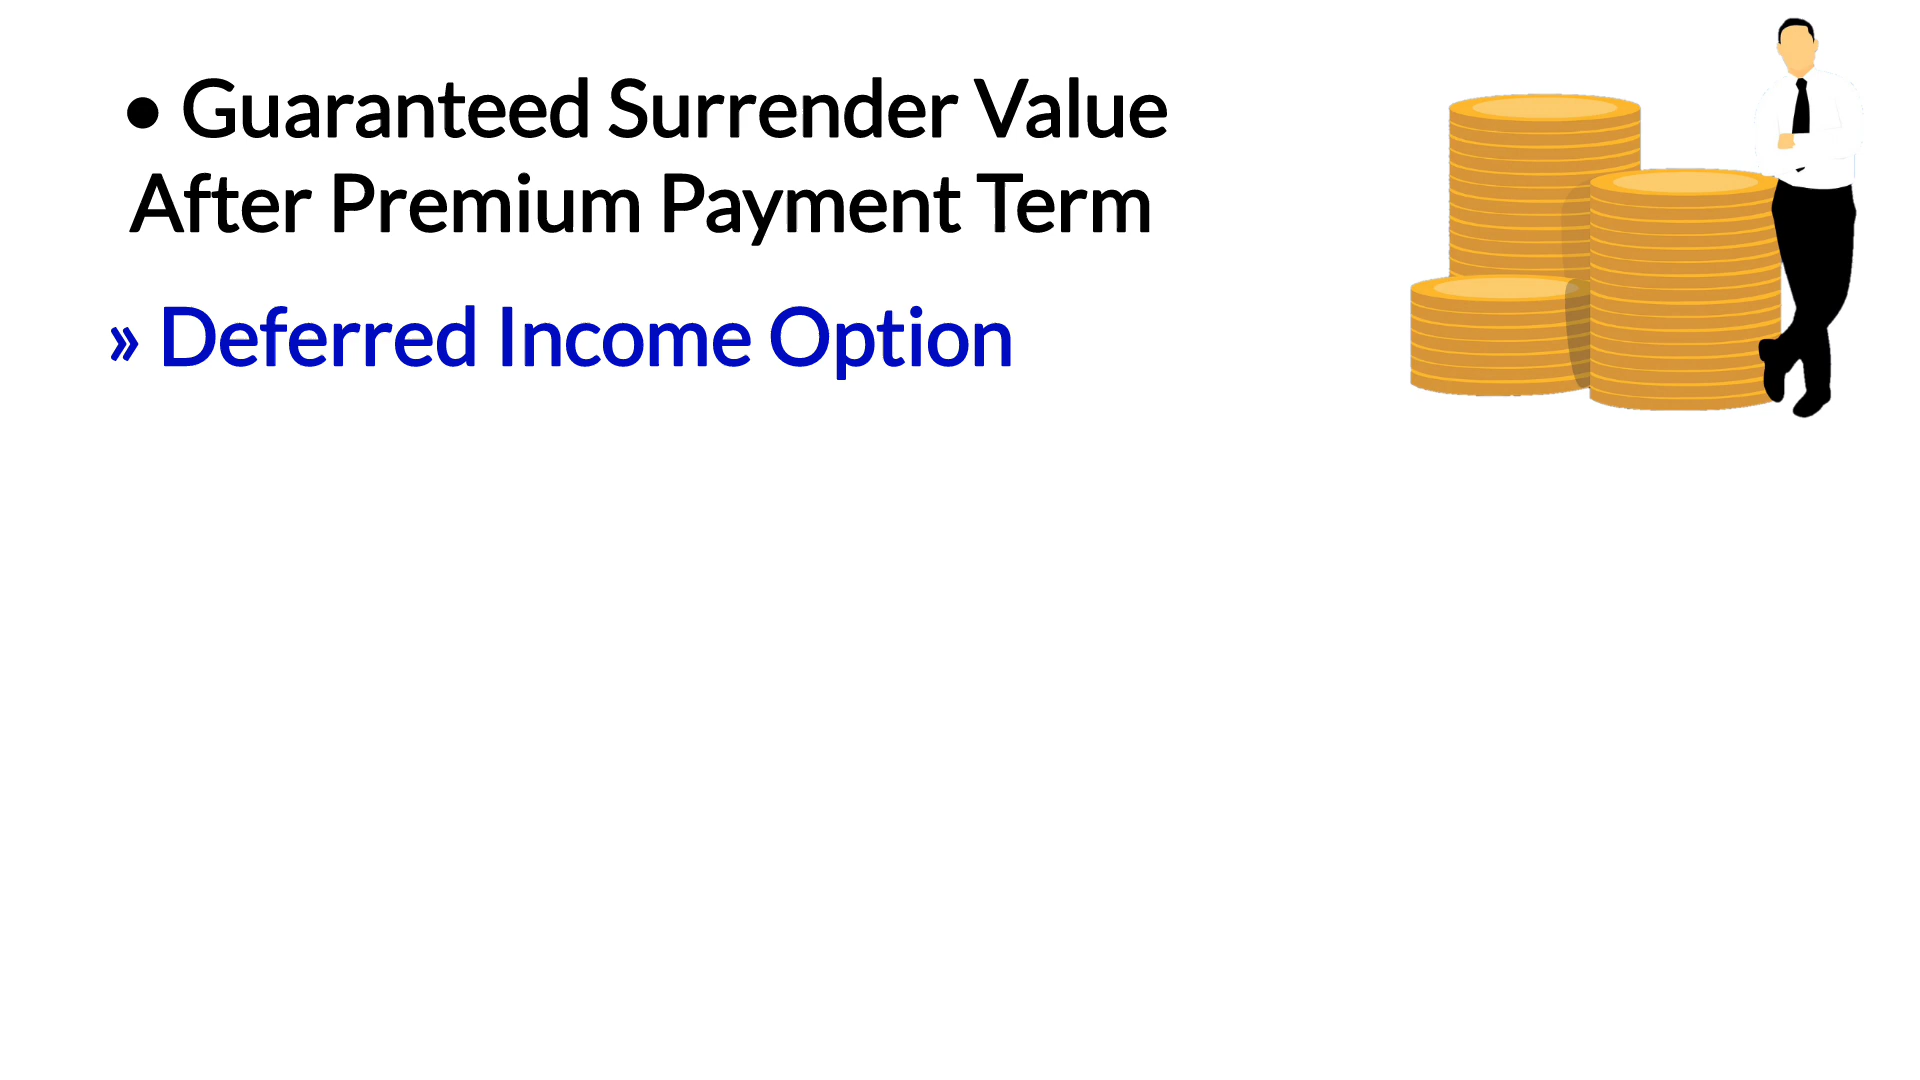 • Guaranteed Surrender Value
After Premium Payment Term
» Deferred Income Option